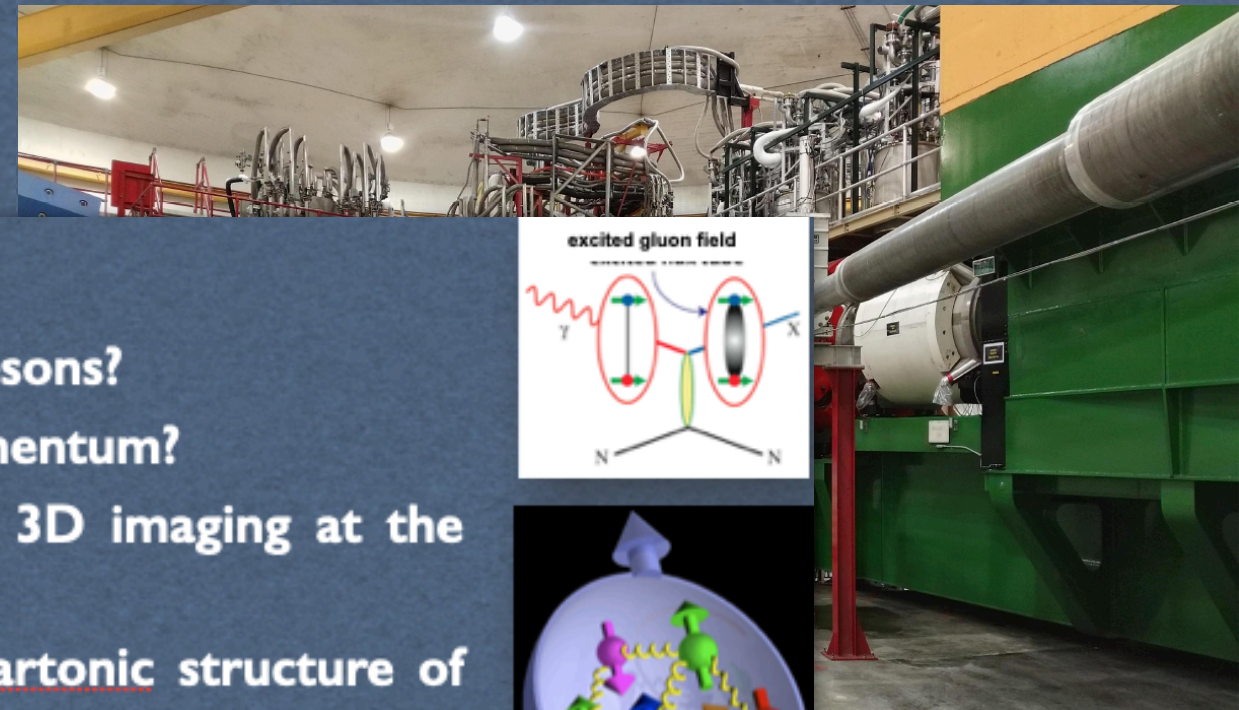 excited gluon field
γ
X
N
N
sons?
nentum?
3D imaging at the
artonic structure of